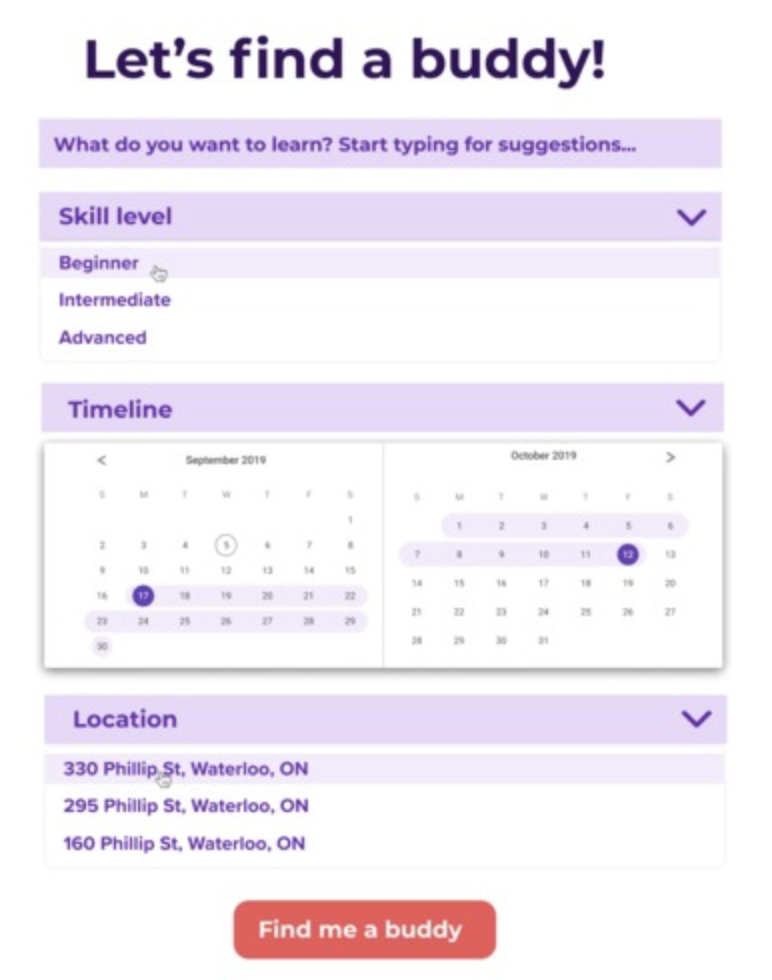 Let's find a buddy!
What do you want to learn? Start typing for suggestions...
Skill level
Beginner
Intermediate
Advanced
Timeline
< September 2019
S M T W T F S
1
2 3 4 5 6 7 8
9 10 11 12 13 14 15
16 17 18 19 20 21 22
23 24 25 26 27 28 29
30
October 2019 >
S M T W T F S
1 2 3 4 5 6
7 8 9 10 11 12 13
14 15 16 17 18 19 20
21 22 23 24 25 26 27
28 29 30 31
Location
330 Phillip St, Waterloo, ON
295 Phillip St, Waterloo, ON
160 Phillip St, Waterloo, ON
Find me a buddy